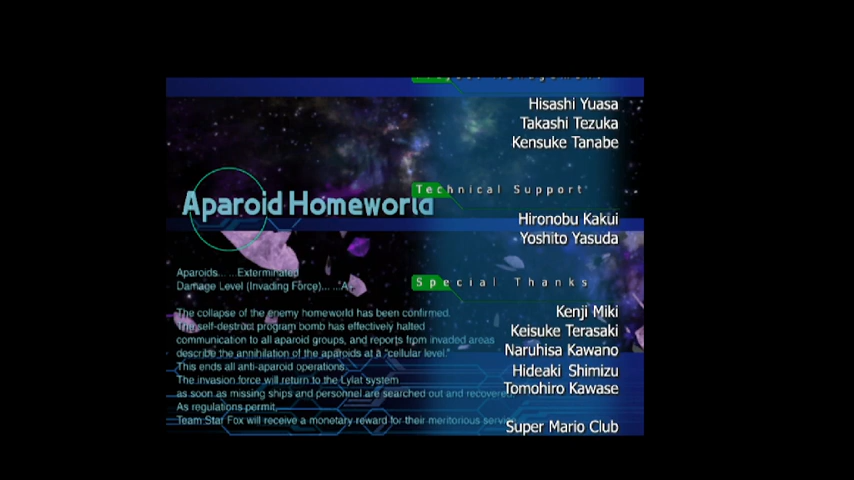 Hisashi Yuasa
Takashi Tezuka
Kensuke Tanabe
Technical Support
Aparoid Homeworld
Hironobu Kakui
Yoshito Yasuda
Aparoids... ...Exterminated
Damage Level (Invading Force)... ...A+
Special Thanks
The collapse of the enemy homeworld has been confirmed.
The self-destruct program bomb has effectively halted
communication to all aparoid groups, and reports from invaded areas
describe the annihilation of the aparoids at a "cellular level."
This ends all anti-aparoid operations.
The invasion force will return to the Lylat system
as soon as missing ships and personnel are searched out and recovered.
As regulations permit,
Team Star Fox will receive a monetary reward for their meritorious service.
Kenji Miki
Keisuke Terasaki
Naruhisa Kawano
Hideaki Shimizu
Tomohiro Kawase
Super Mario Club